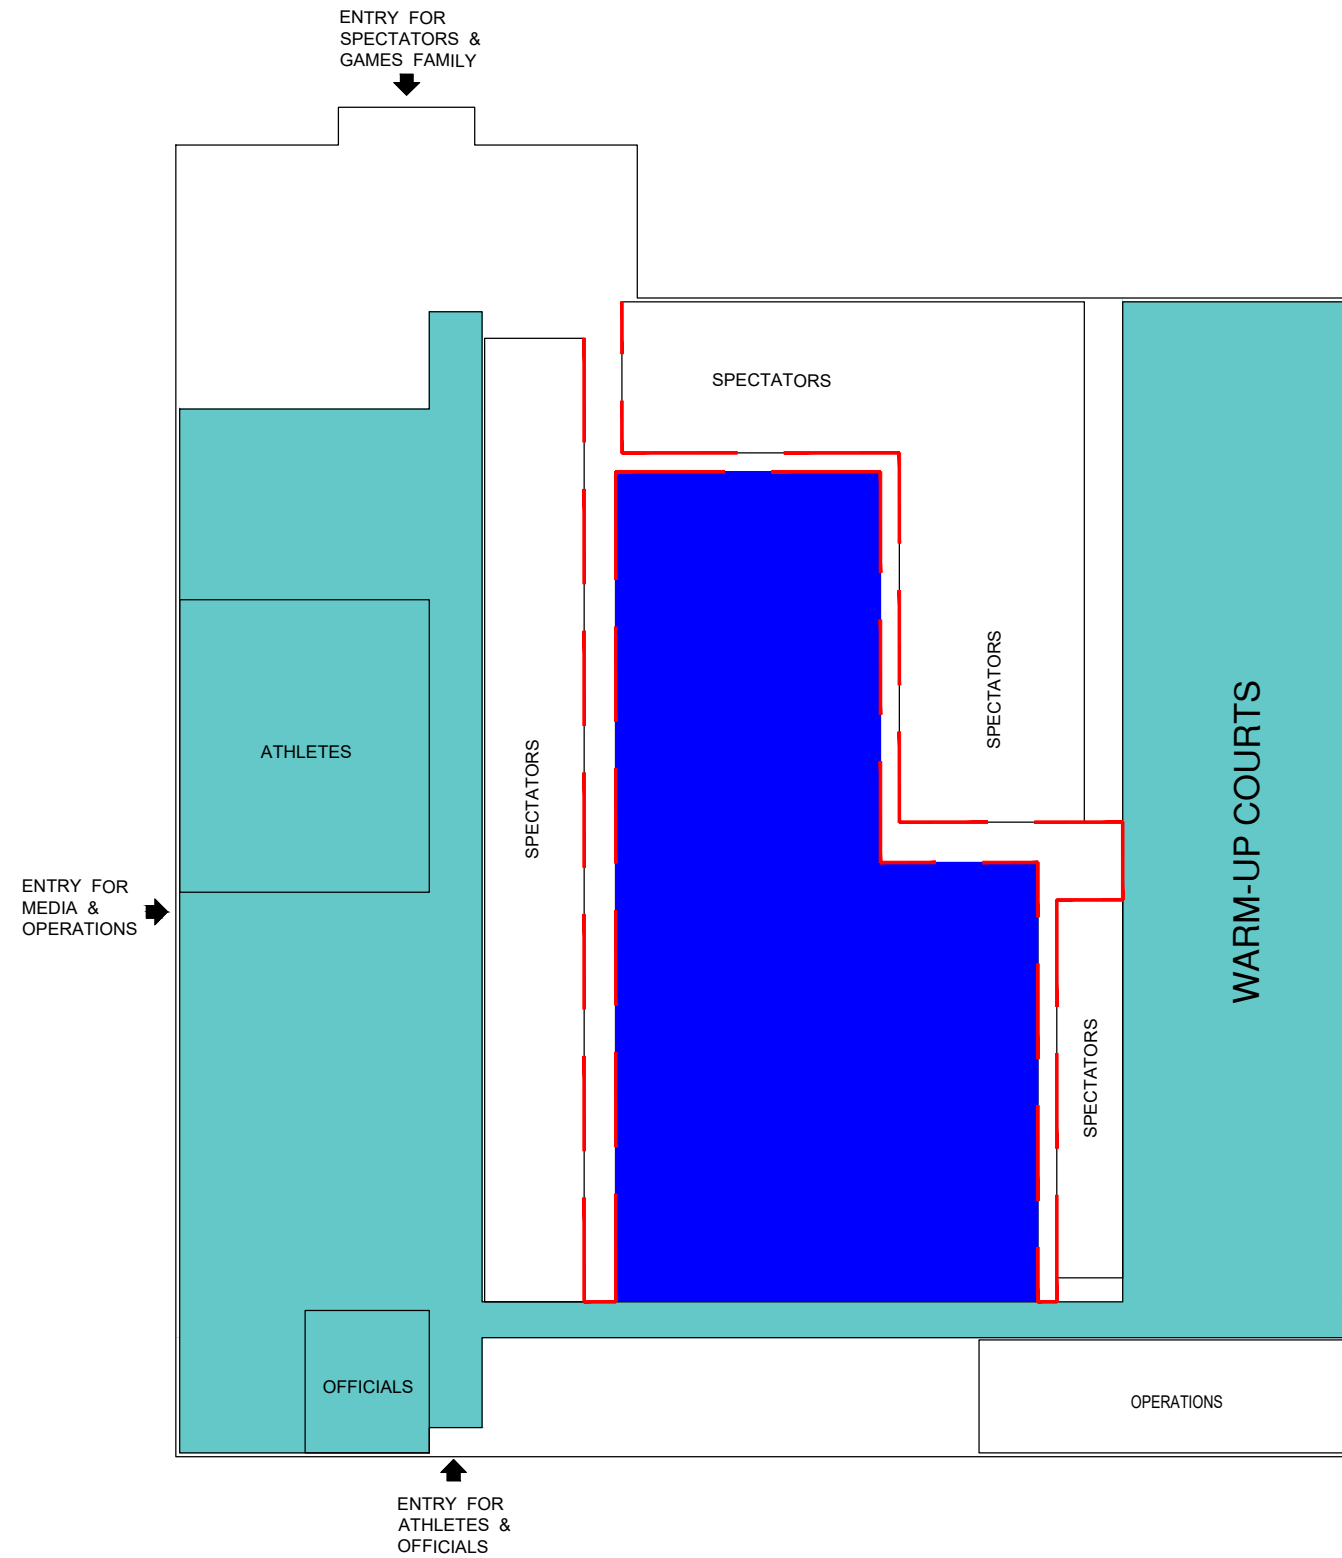 ENTRY FOR
SPECTATORS &
GAMES FAMILY
SPECTATORS
SPECTATORS
SPECTATORS
ATHLETES
WARM-UP COURTS
ENTRY FOR
MEDIA &
OPERATIONS
SPECTATORS
OFFICIALS
OPERATIONS
ENTRY FOR
ATHLETES &
OFFICIALS